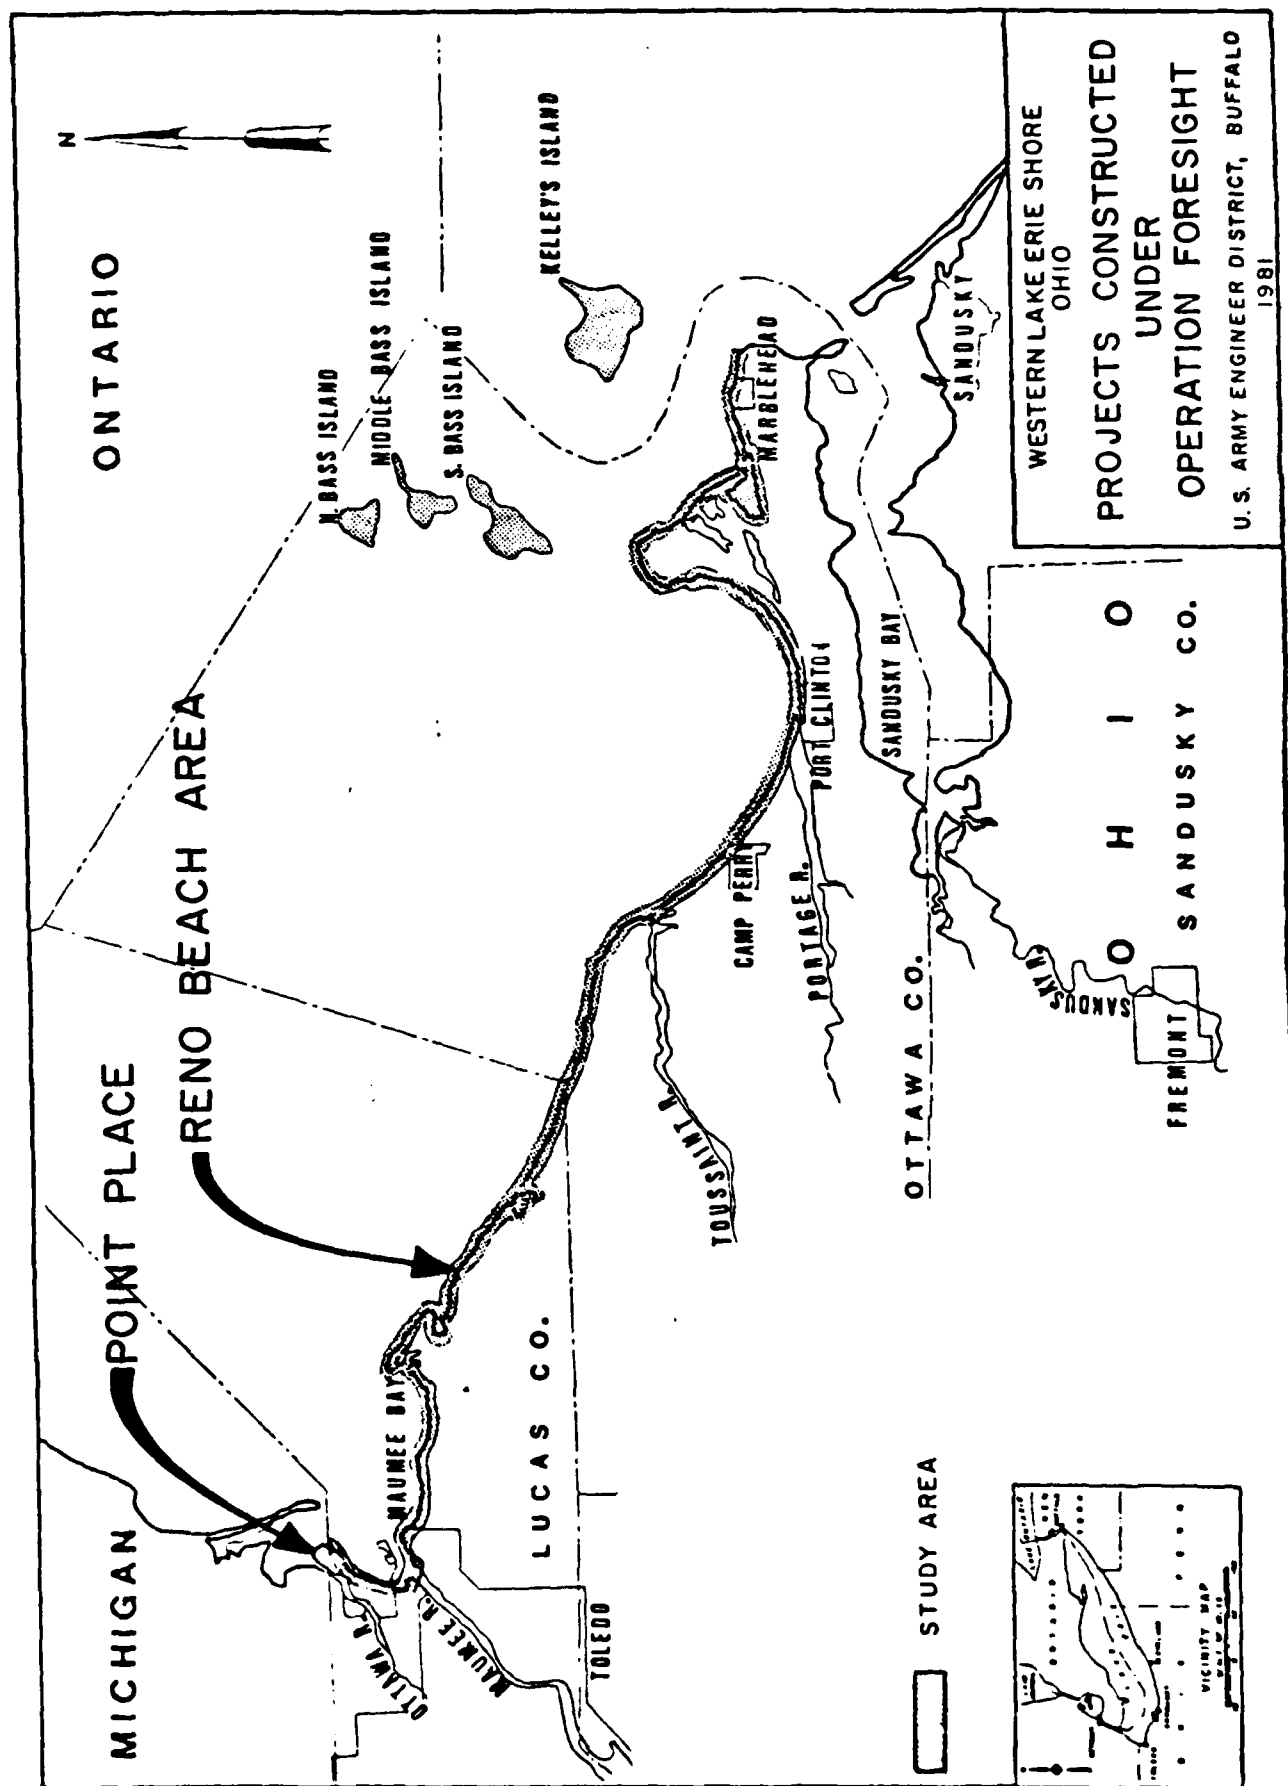 MICHIGAN
POINT PLACE
RENO BEACH AREA
ONTARIO
N
N. BASS ISLAND
MIDDLE BASS ISLAND
S. BASS ISLAND
KELLEY'S ISLAND
OTTAWA R.
MAUMEE BAY
MAUMEE R.
TOLEDO
LUCAS CO.
TOUSSAINT R.
CAMP PERRY
PORTAGE R.
PORT CLINTON
MARBLEHEAD
SANDUSKY BAY
SANDUSKY
OTTAWA CO.
SANDUSKY R.
FREMONT
OHIO
SANDUSKY CO.
STUDY AREA
VICINITY MAP
WESTERN LAKE ERIE SHORE
OHIO
PROJECTS CONSTRUCTED
UNDER
OPERATION FORESIGHT
U.S. ARMY ENGINEER DISTRICT, BUFFALO
1981